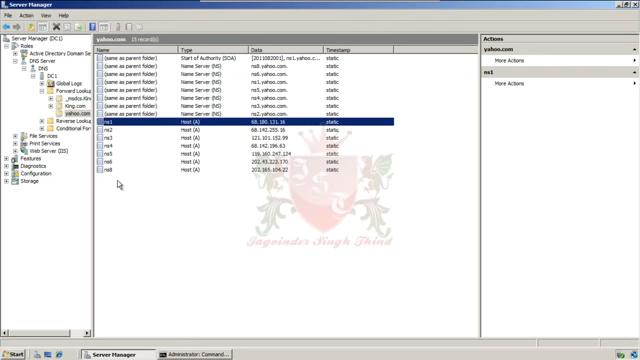 Server Manager
File Action View Help
Server Manager (DC1)
Roles
Active Directory Domain Se
DNS Server
DNS
DC1
Global Logs
Forward Lookup
_msdcs.King
King.com
yahoo.com
Reverse Lookup
Conditional For
File Services
Print Services
Web Server (IIS)
Features
Diagnostics
Configuration
Storage
yahoo.com 15 record(s)
Name Type Data Timestamp
(same as parent folder) Start of Authority (SOA) [2011082001], ns1.yahoo.c... static
(same as parent folder) Name Server (NS) ns8.yahoo.com. static
(same as parent folder) Name Server (NS) ns6.yahoo.com. static
(same as parent folder) Name Server (NS) ns5.yahoo.com. static
(same as parent folder) Name Server (NS) ns4.yahoo.com. static
(same as parent folder) Name Server (NS) ns3.yahoo.com. static
(same as parent folder) Name Server (NS) ns1.yahoo.com. static
(same as parent folder) Name Server (NS) ns2.yahoo.com. static
ns1 Host (A) 68.180.131.16 static
ns2 Host (A) 68.142.255.16 static
ns3 Host (A) 121.101.152.99 static
ns4 Host (A) 68.142.196.63 static
ns5 Host (A) 119.160.247.124 static
ns6 Host (A) 202.43.223.170 static
ns8 Host (A) 202.165.104.22 static
Jagvinder Singh Thind
Actions
yahoo.com
More Actions
ns1
More Actions
Start
Server Manager
Administrator: Command...